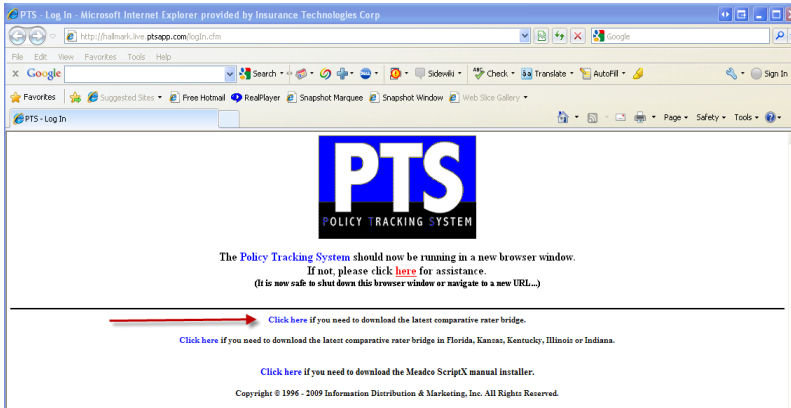 PTS - Log In - Microsoft Internet Explorer provided by Insurance Technologies Corp
http://hallmark.live.ptsapp.com/logIn.cfm
Google
File Edit View Favorites Tools Help
x Google Search Sidewiki Check Translate AutoFill Sign In
Favorites Suggested Sites Free Hotmail RealPlayer Snapshot Marquee Snapshot Window Web Slice Gallery
PTS - Log In Page Safety Tools
PTS
POLICY TRACKING SYSTEM
The Policy Tracking System should now be running in a new browser window.
If not, please click here for assistance.
(It is now safe to shut down this browser window or navigate to a new URL...)
Click here if you need to download the latest comparative rater bridge.
Click here if you need to download the latest comparative rater bridge in Florida, Kansas, Kentucky, Illinois or Indiana.
Click here if you need to download the Meadco ScriptX manual installer.
Copyright © 1996 - 2009 Information Distribution & Marketing, Inc. All Rights Reserved.